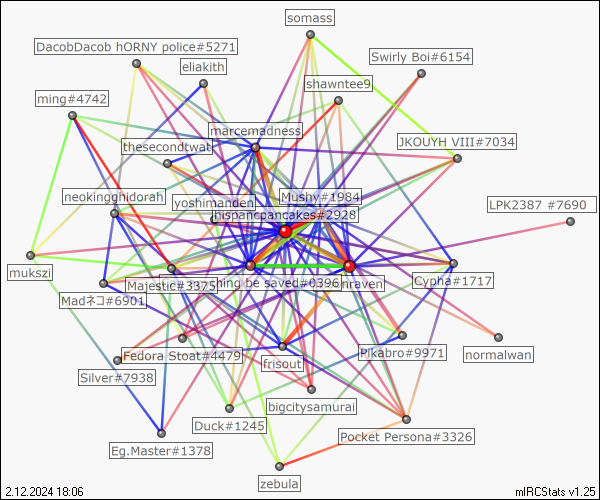 somass
DacobDacob hORNY police#5271
Swirly Boi#6154
eliakith
shawntee9
ming#4742
marcemadness
JKOUYH VIII#7034
thesecondtwat
neokingghidorah
Mushy#1984
yoshimanden
LPK2387 #7690
hispancpancakes#2928
mukszi
Majestic#3375
hing be saved#0396
nraven
Cypha#1717
Madネコ#6901
Fedora Stoat#4479
frisout
Pikabro#9971
normalwan
Silver#7938
bigcitysamurai
Duck#1245
Pocket Persona#3326
Eg.Master#1378
zebula
2.12.2024 18:06
mIRCStats v1.25